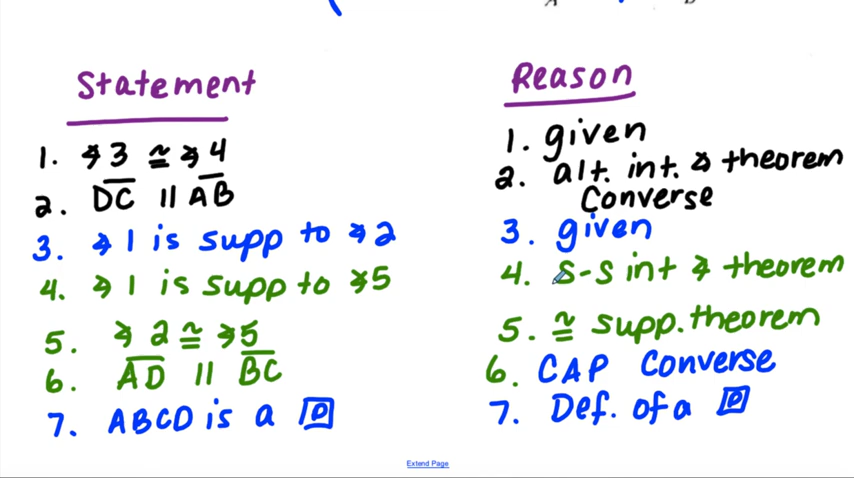 A B
Statement Reason
1. ∡3 ≅ ∡4 1. given
2. DC || AB 2. alt. int. ∡ theorem
Converse
3. ∡1 is supp to ∡2 3. given
4. ∡1 is supp to ∡5 4. S-S int ∡ theorem
5. ∡2 ≅ ∡5 5. ≅ supp. theorem
6. AD || BC 6. CAP Converse
7. ABCD is a 7. Def. of a
Extend Page